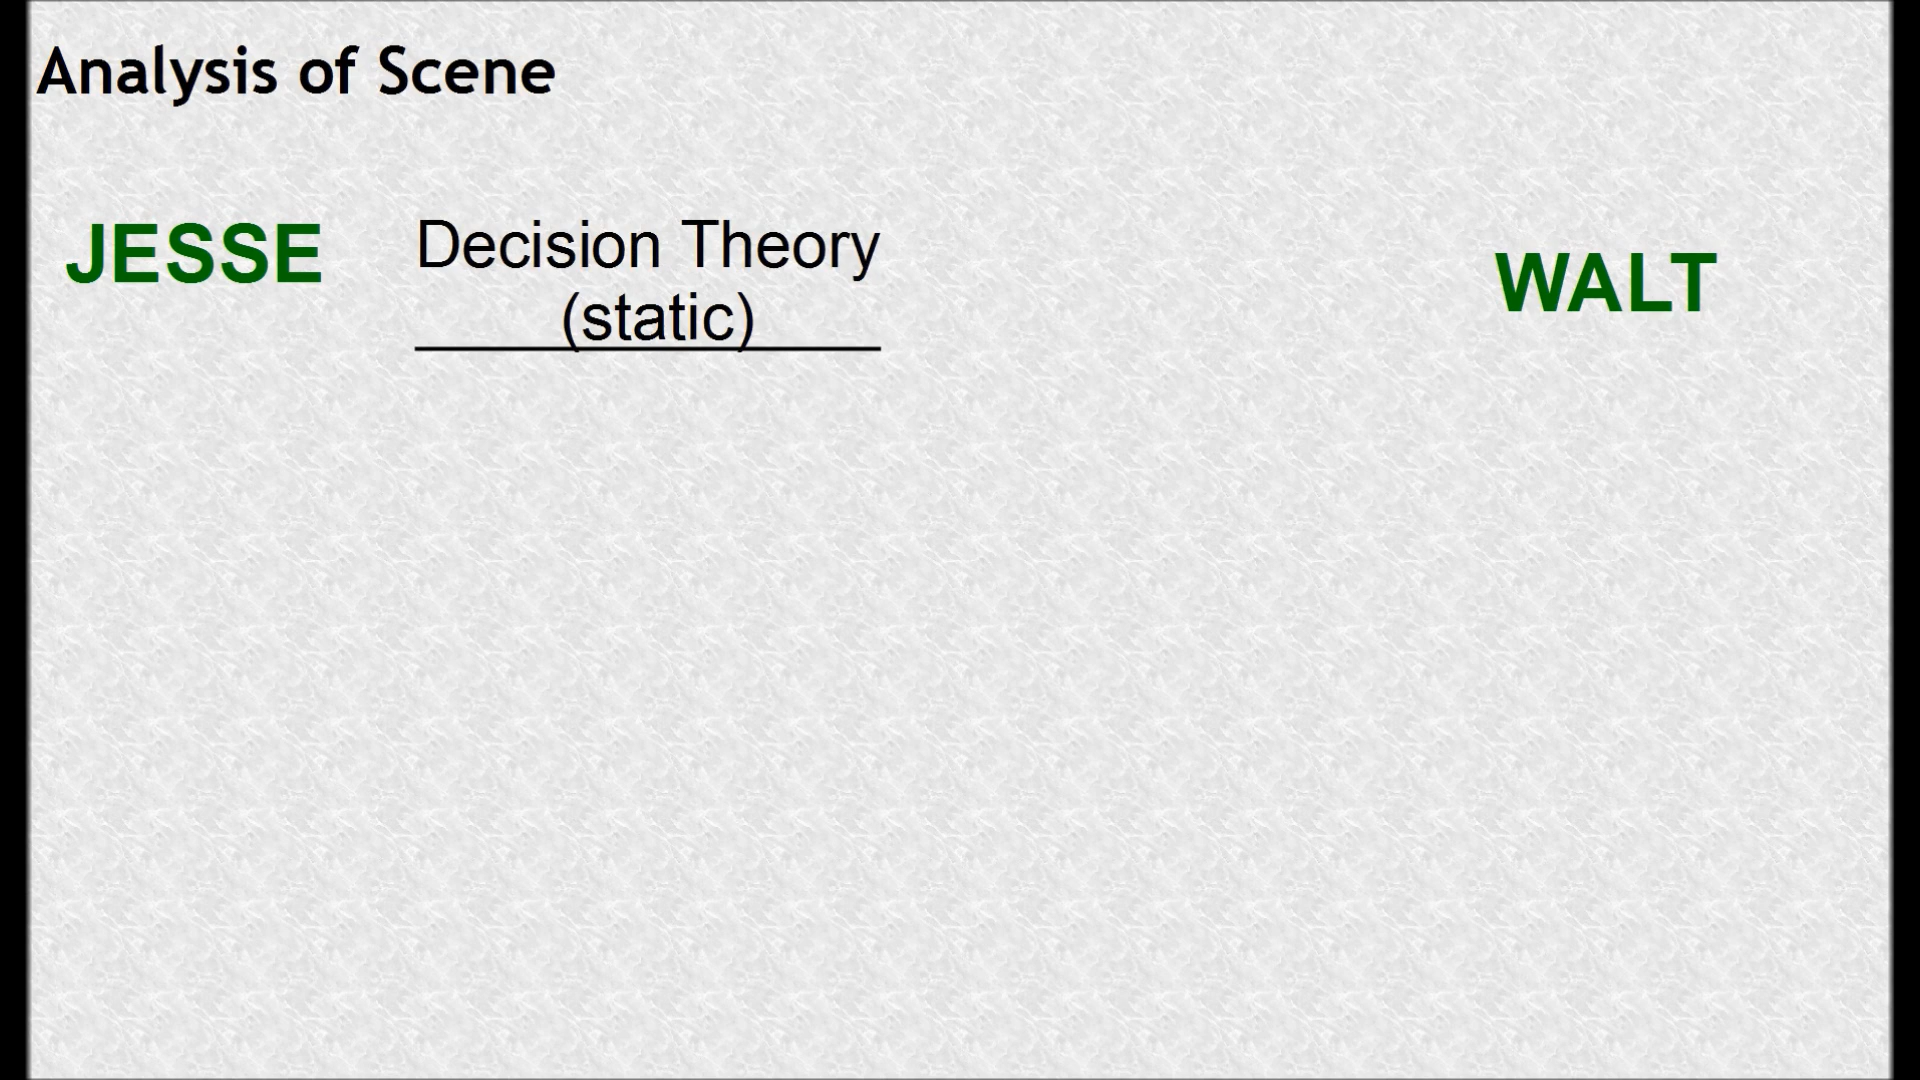 Analysis of Scene
JESSE
Decision Theory
(static)
WALT